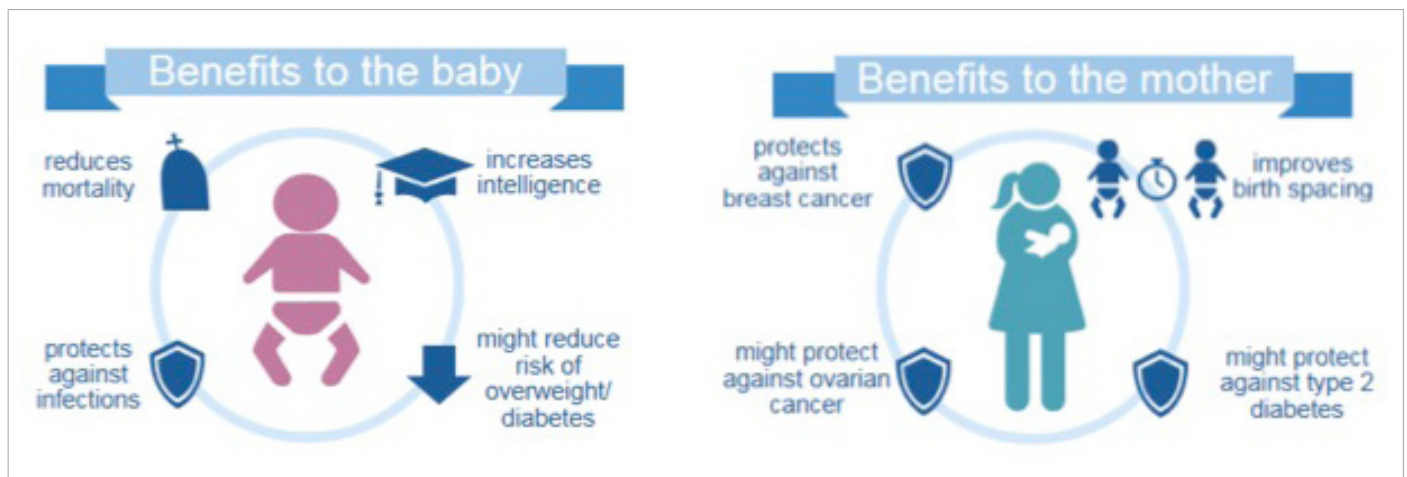 Benefits to the baby
reduces
mortality
increases
intelligence
protects
against
infections
might reduce
risk of
overweight/
diabetes
Benefits to the mother
protects
against
breast cancer
improves
birth spacing
might protect
against ovarian
cancer
might protect
against type 2
diabetes